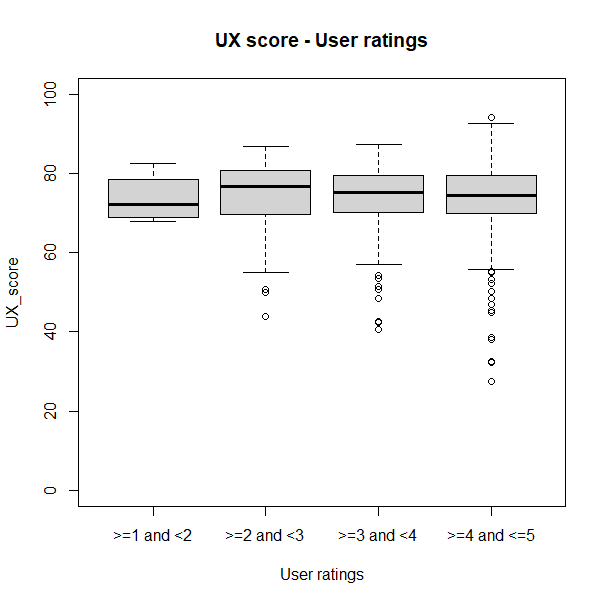 UX score - User ratings
UX_score
100
80
60
40
20
0
>=1 and <2 >=2 and <3 >=3 and <4 >=4 and <=5
User ratings